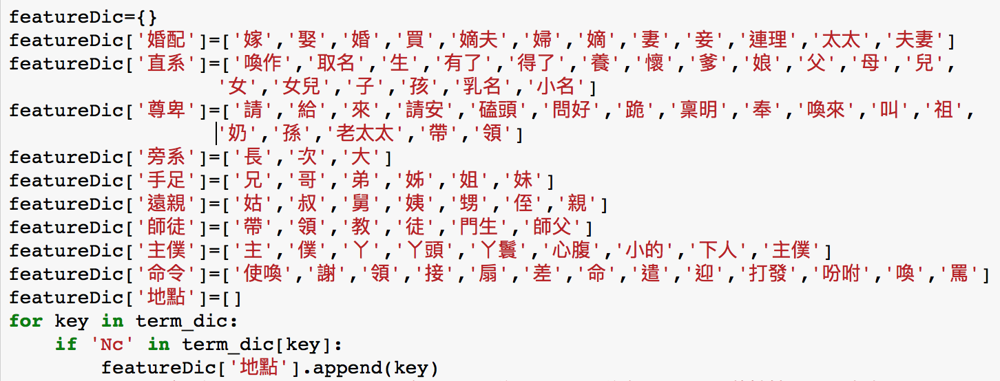 featureDic={}
featureDic['婚配']=['嫁','娶','婚','買','嫡夫','婦','嫡','妻','妾','連理','太太','夫妻']
featureDic['直系']=['喚作','取名','生','有了','得了','養','懷','爹','娘','父','母','兒',
'女','女兒','子','孩','乳名','小名']
featureDic['尊卑']=['請','給','來','請安','磕頭','問好','跪','稟明','奉','喚來','叫','祖',
'奶','孫','老太太','帶','領']
featureDic['旁系']=['長','次','大']
featureDic['手足']=['兄','哥','弟','姊','姐','妹']
featureDic['遠親']=['姑','叔','舅','姨','甥','侄','親']
featureDic['師徒']=['帶','領','教','徒','門生','師父']
featureDic['主僕']=['主','僕','丫','丫頭','丫鬟','心腹','小的','下人','主僕']
featureDic['命令']=['使喚','謝','領','接','扇','差','命','遣','迎','打發','吩咐','喚','罵']
featureDic['地點']=[]
for key in term_dic:
if 'Nc' in term_dic[key]:
featureDic['地點'].append(key)